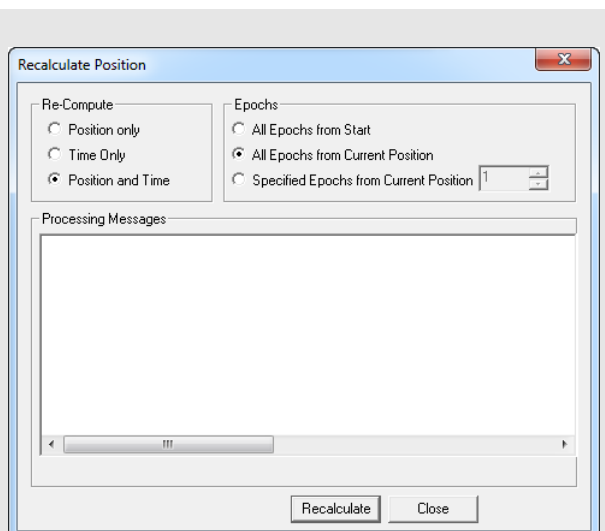 Recalculate Position
Re-Compute
Position only
Time Only
Position and Time
Epochs
All Epochs from Start
All Epochs from Current Position
Specified Epochs from Current Position 1
Processing Messages
Recalculate Close